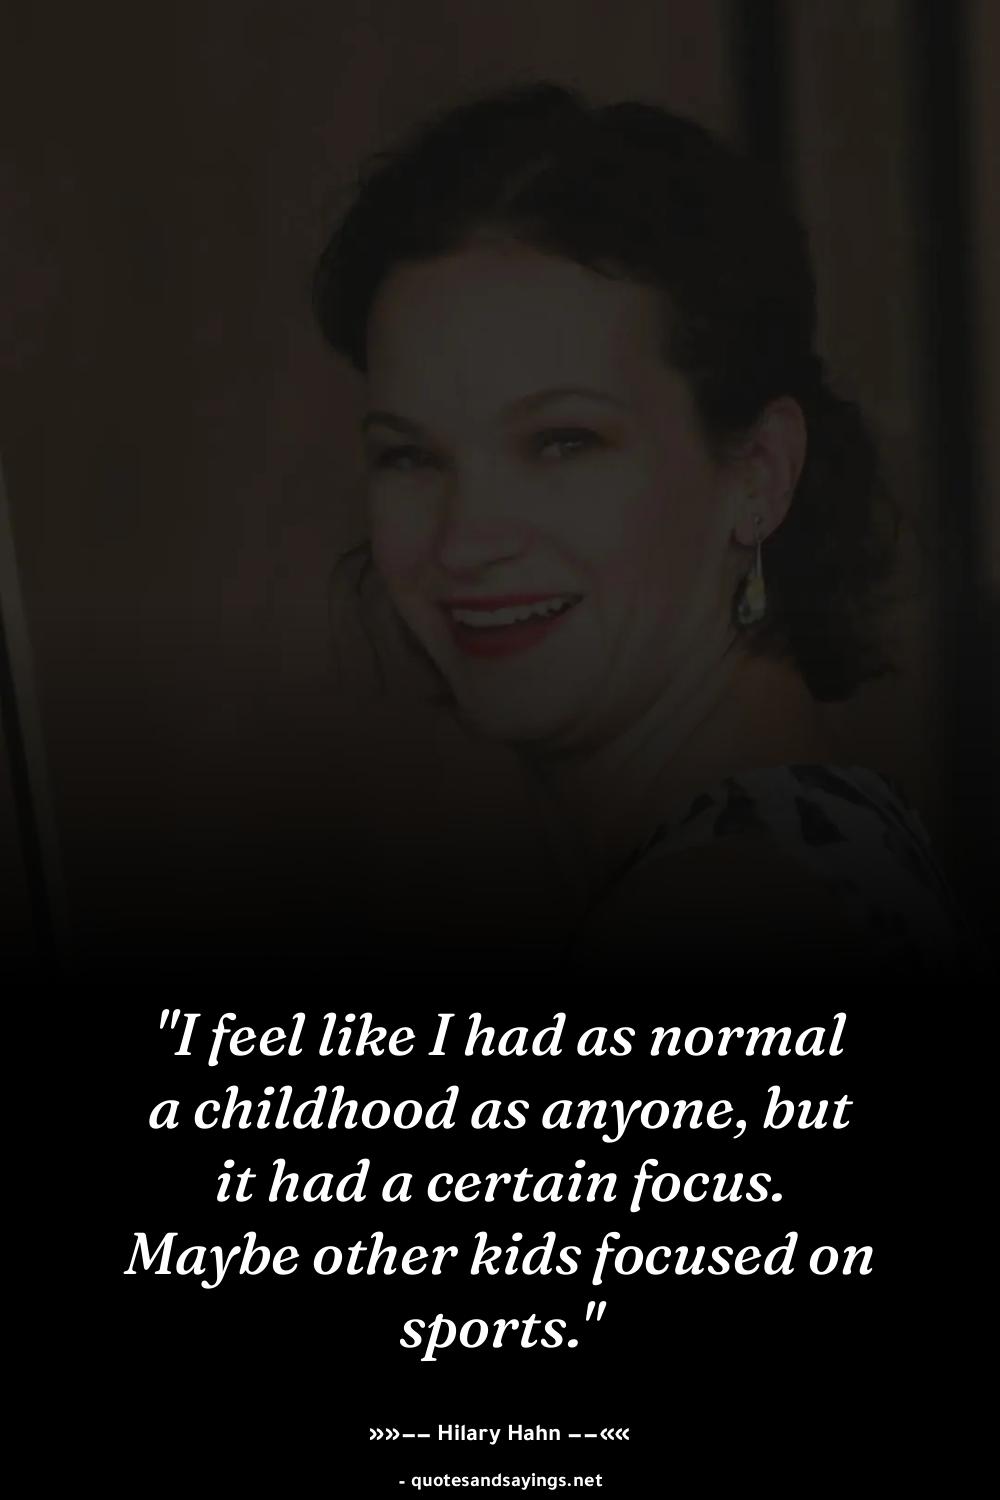 "I feel like I had as normal
a childhood as anyone, but
it had a certain focus.
Maybe other kids focused on
sports."
»»–– Hilary Hahn ––««
- quotesandsayings.net